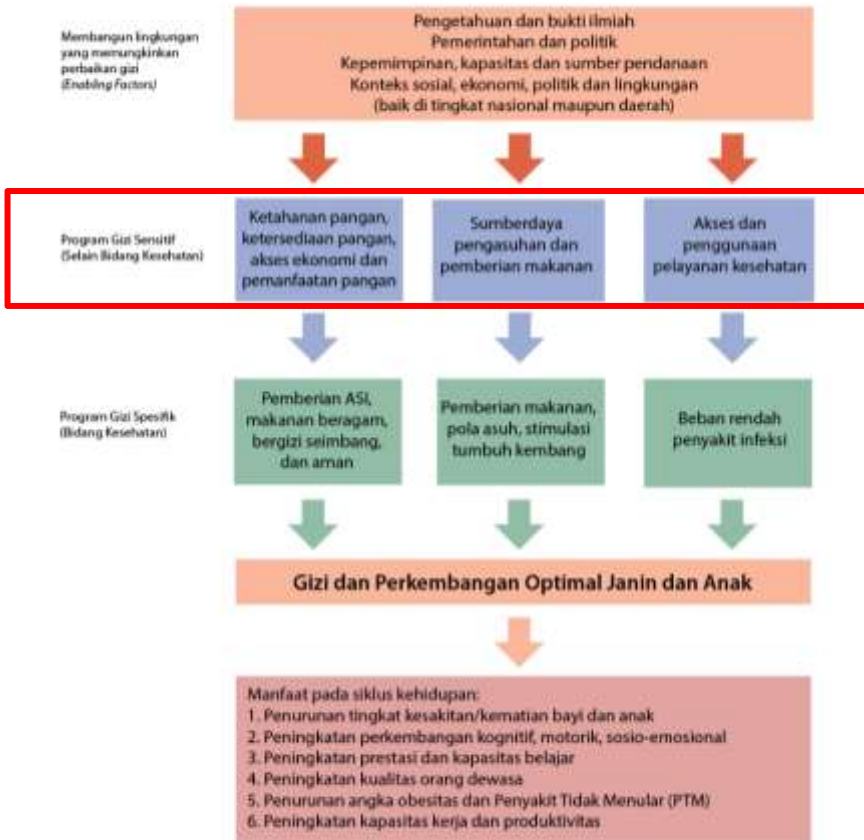 Membangun lingkungan
yang memungkinkan
perbaikan gizi
(Enabling Factors)
Pengetahuan dan bukti ilmiah
Pemerintahan dan politik
Kepemimpinan, kapasitas dan sumber pendanaan
Konteks sosial, ekonomi, politik dan lingkungan
(baik di tingkat nasional maupun daerah)
Program Gizi Sensitif
(Selain Bidang Kesehatan)
Ketahanan pangan,
ketersediaan pangan,
akses ekonomi dan
pemanfaatan pangan
Sumberdaya
pengasuhan dan
pemberian makanan
Akses dan
penggunaan
pelayanan kesehatan
Program Gizi Spesifik
(Bidang Kesehatan)
Pemberian ASI,
makanan beragam,
bergizi seimbang,
dan aman
Pemberian makanan,
pola asuh, stimulasi
tumbuh kembang
Beban rendah
penyakit infeksi
Gizi dan Perkembangan Optimal Janin dan Anak
Manfaat pada siklus kehidupan:
1. Penurunan tingkat kesakitan/kematian bayi dan anak
2. Peningkatan perkembangan kognitif, motorik, sosio-emosional
3. Peningkatan prestasi dan kapasitas belajar
4. Peningkatan kualitas orang dewasa
5. Penurunan angka obesitas dan Penyakit Tidak Menular (PTM)
6. Peningkatan kapasitas kerja dan produktivitas